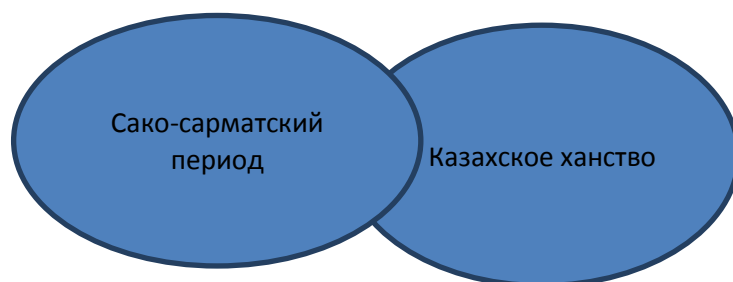 Сако-сарматский
период
Казахское ханство